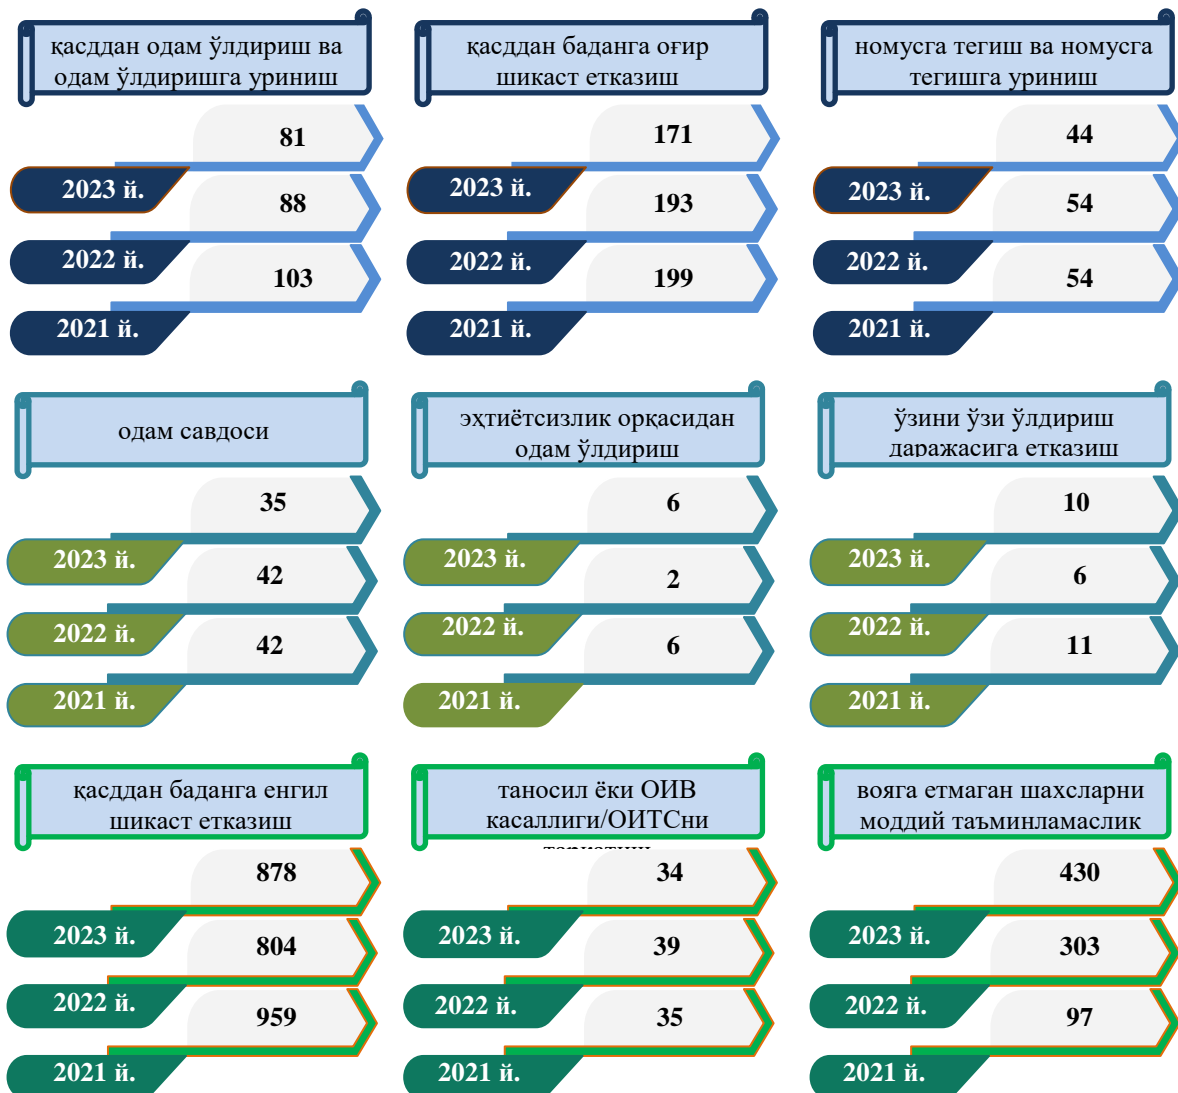 қасддан одам ўлдириш ва
одам ўлдиришга уриниш
81
2023 й.
88
2022 й.
103
2021 й.
қасддан баданга оғир
шикаст етказиш
171
2023 й.
193
2022 й.
199
2021 й.
номусга тегиш ва номусга
тегишга уриниш
44
2023 й.
54
2022 й.
54
2021 й.
одам савдоси
35
2023 й.
42
2022 й.
42
2021 й.
эҳтиётсизлик орқасидан
одам ўлдириш
6
2023 й.
2
2022 й.
6
2021 й.
ўзини ўзи ўлдириш
даражасига етказиш
10
2023 й.
6
2022 й.
11
2021 й.
қасддан баданга енгил
шикаст етказиш
878
2023 й.
804
2022 й.
959
2021 й.
таносил ёки ОИВ
касаллиги/ОИТСни
34
2023 й.
39
2022 й.
35
2021 й.
вояга етмаган шахсларни
моддий таъминламаслик
430
2023 й.
303
2022 й.
97
2021 й.